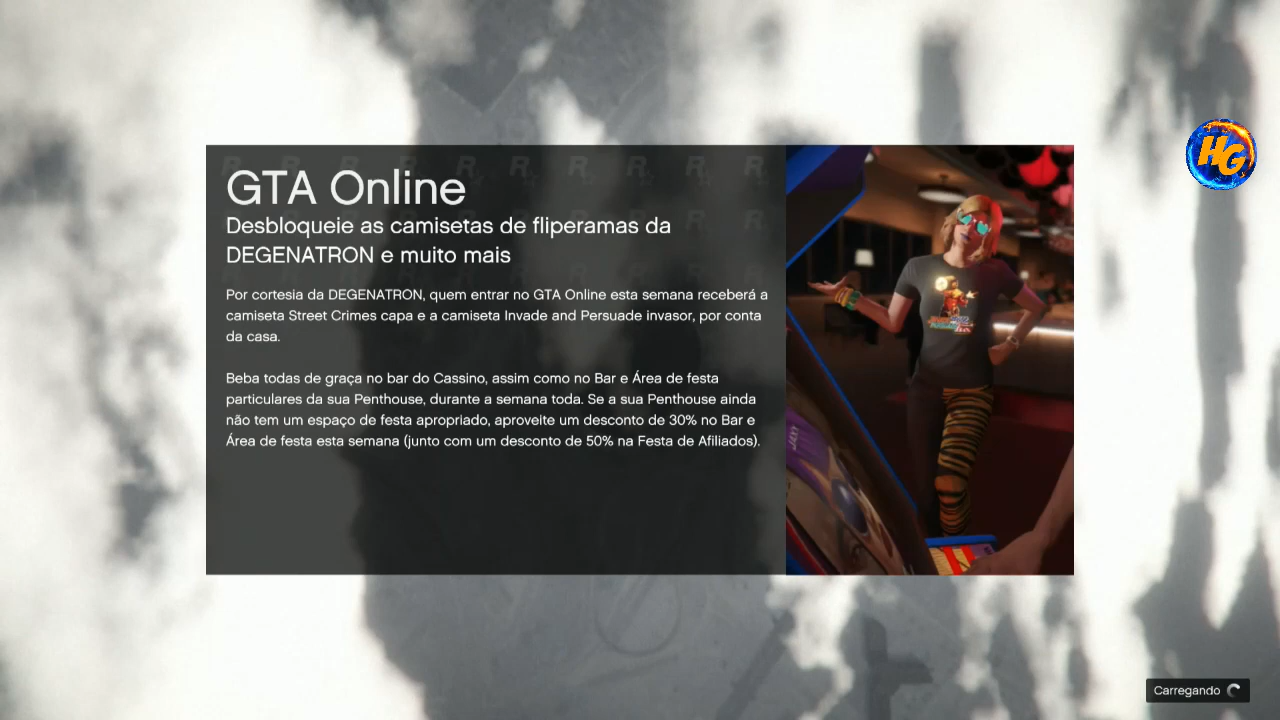 GTA Online
Desbloqueie as camisetas de fliperamas da
DEGENATRON e muito mais
Por cortesia da DEGENATRON, quem entrar no GTA Online esta semana receberá a
camiseta Street Crimes capa e a camiseta Invade and Persuade invasor, por conta
da casa.
Beba todas de graça no bar do Cassino, assim como no Bar e Área de festa
particulares da sua Penthouse, durante a semana toda. Se a sua Penthouse ainda
não tem um espaço de festa apropriado, aproveite um desconto de 30% no Bar e
Área de festa esta semana (junto com um desconto de 50% na Festa de Afiliados).
HG
Carregando